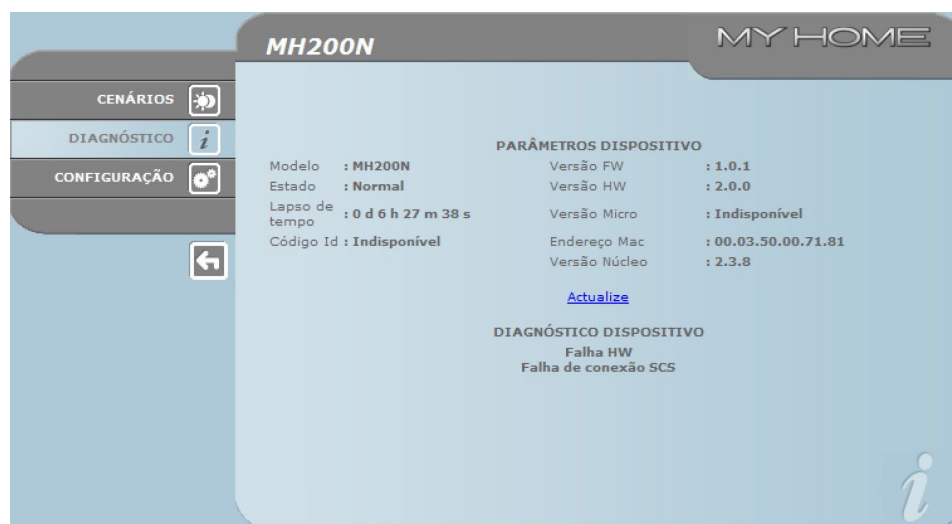 MH200N
MY HOME
CENÁRIOS
DIAGNÓSTICO
CONFIGURAÇÃO
PARÂMETROS DISPOSITIVO
Modelo : MH200N Versão FW : 1.0.1
Estado : Normal Versão HW : 2.0.0
Lapso de tempo : 0 d 6 h 27 m 38 s Versão Micro : Indisponível
Código Id : Indisponível Endereço Mac : 00.03.50.00.71.81
Versão Núcleo : 2.3.8
Actualize
DIAGNÓSTICO DISPOSITIVO
Falha HW
Falha de conexão SCS